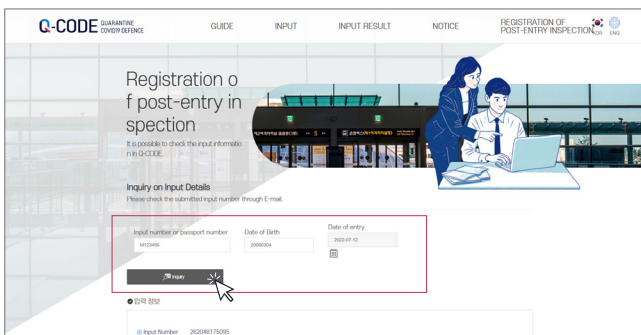 Q-CODE QUARANTINE COVID19 DEFENCE
GUIDE
INPUT
INPUT RESULT
NOTICE
REGISTRATION OF
POST-ENTRY INSPECTION
KOR ENG
Registration o
f post-entry in
spection
It is possible to check the input informatio
n in Q-CODE.
Inquiry on Input Details
Please check the submitted input number through E-mail.
Input number or passport number
Date of Birth
Date of entry
M123456
20000304
2022-07-12
Inquiry
입력 정보
Input Number 262048175095